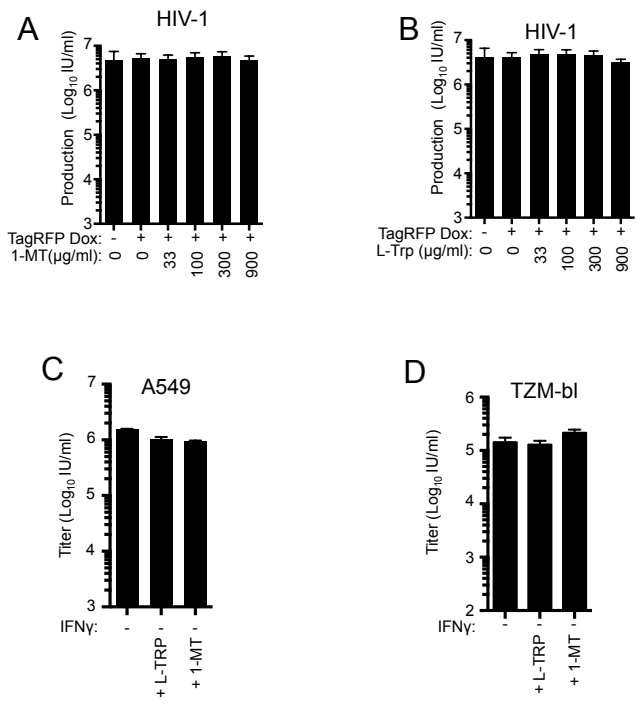 A
HIV-1
Production (Log10 IU/ml)
7
6
5
4
3
TagRFP Dox: - + + + + +
1-MT(µg/ml): 0 0 33 100 300 900
B
HIV-1
Production (Log10 IU/ml)
7
6
5
4
3
TagRFP Dox: - + + + + +
L-Trp (µg/ml): 0 0 33 100 300 900
C
A549
Titer (Log10 IU/ml)
7
6
5
4
3
IFNγ: - - -
+ L-TRP
+ 1-MT
D
TZM-bl
Titer (Log10 IU/ml)
6
5
4
3
2
IFNγ: - - -
+ L-TRP
+ 1-MT